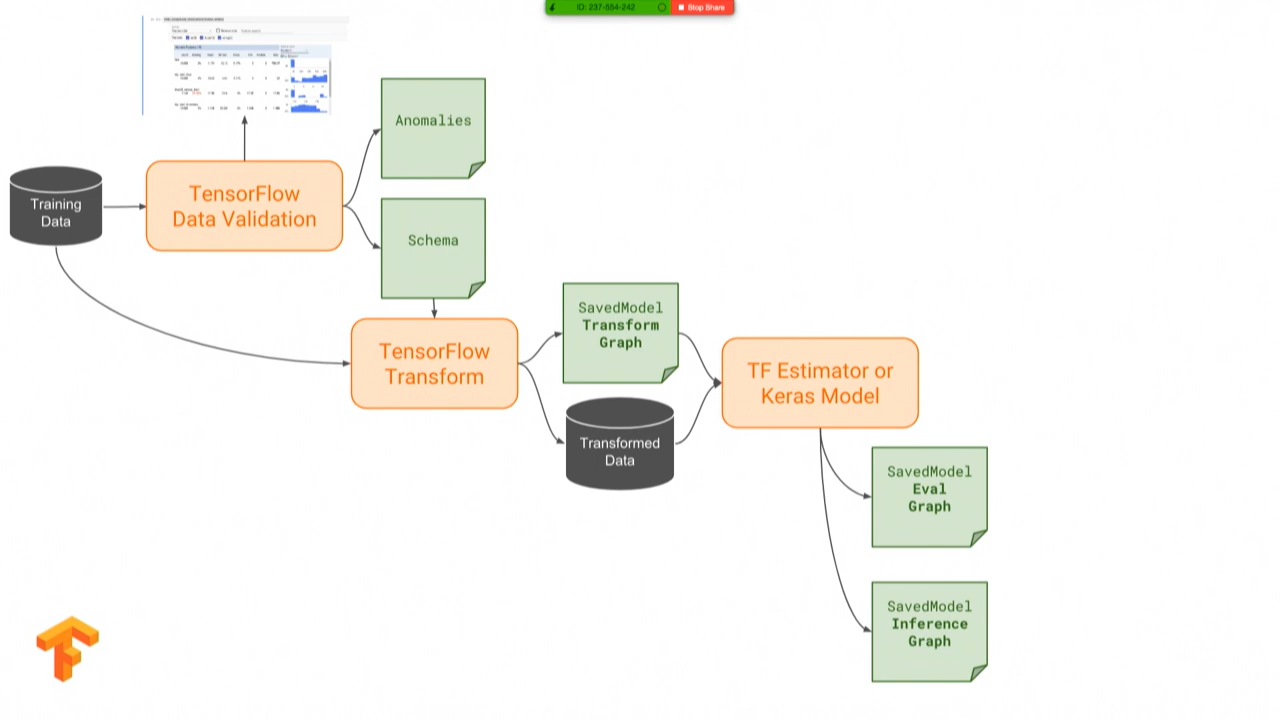 ID: 237-554-242
Stop Share
Anomalies
TensorFlow
Data Validation
Training
Data
Schema
SavedModel
Transform
Graph
TensorFlow
Transform
TF Estimator or
Keras Model
Transformed
Data
SavedModel
Eval
Graph
SavedModel
Inference
Graph